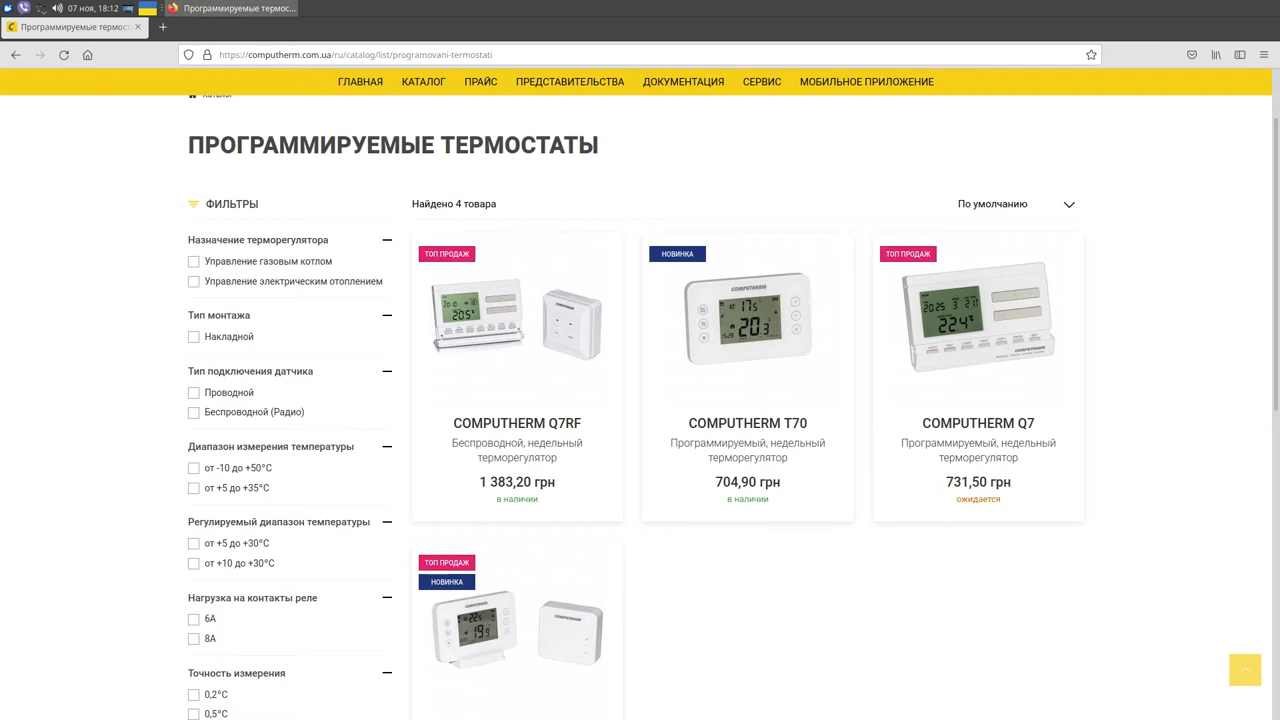 07 ноя, 18:12
Программируемые термос...
Программируемые термост
https://computherm.com.ua/ru/catalog/list/programovani-termostati
ГЛАВНАЯ КАТАЛОГ ПРАЙС ПРЕДСТАВИТЕЛЬСТВА ДОКУМЕНТАЦИЯ СЕРВИС МОБИЛЬНОЕ ПРИЛОЖЕНИЕ
Каталог
ПРОГРАММИРУЕМЫЕ ТЕРМОСТАТЫ
ФИЛЬТРЫ
Назначение терморегулятора
Управление газовым котлом
Управление электрическим отоплением
Тип монтажа
Накладной
Тип подключения датчика
Проводной
Беспроводной (Радио)
Диапазон измерения температуры
от -10 до +50°C
от +5 до +35°C
Регулируемый диапазон температуры
от +5 до +30°C
от +10 до +30°C
Нагрузка на контакты реле
6А
8А
Точность измерения
0,2°C
0,5°C
Найдено 4 товара
По умолчанию
ТОП ПРОДАЖ
COMPUTHERM Q7RF
Беспроводной, недельный
терморегулятор
1 383,20 грн
в наличии
НОВИНКА
COMPUTHERM
COMPUTHERM T70
Программируемый, недельный
терморегулятор
704,90 грн
в наличии
ТОП ПРОДАЖ
COMPUTHERM
COMPUTHERM Q7
Программируемый, недельный
терморегулятор
731,50 грн
ожидается
ТОП ПРОДАЖ
НОВИНКА
COMPUTHERM
COMPUTHERM